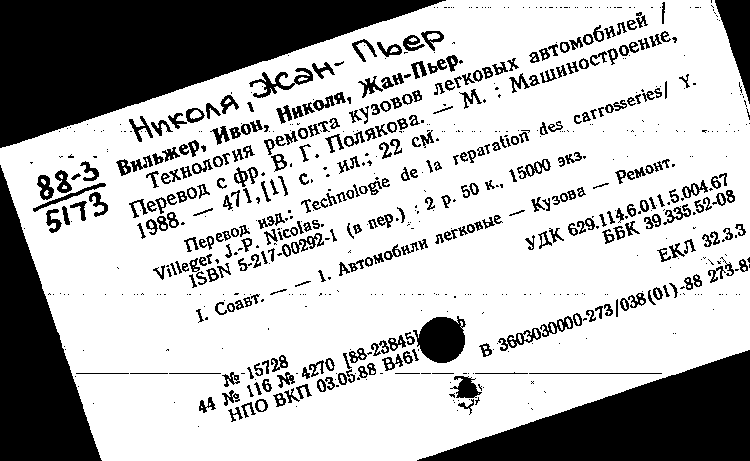 Николя, Жан-Пьер
88-3
5173
Вильжер, Ивон, Николя, Жан-Пьер.
Технология ремонта кузовов легковых автомобилей /
Перевод с фр. В. Г. Полякова. — М. : Машиностроение,
1988. — 471,[1] с. : ил.; 22 см.
Перевод изд.: Technologie de la reparation des carrosseries/ Y.
Villeger, J.-P. Nicolas.
ISBN 5-217-00292-1 (в пер.) : 2 р. 50 к., 15000 экз.
I. Соавт. — — 1. Автомобили легковые — Кузова — Ремонт.
УДК 629.114.6.011.5.004.67
ББК 39.335.52-08
ЕКЛ 32.3.3
№ 15728
44 № 116 № 4270 [88-23845]
НПО ВКП 03.05.88 В461
В 3603030000-273/038(01)-88 273-88